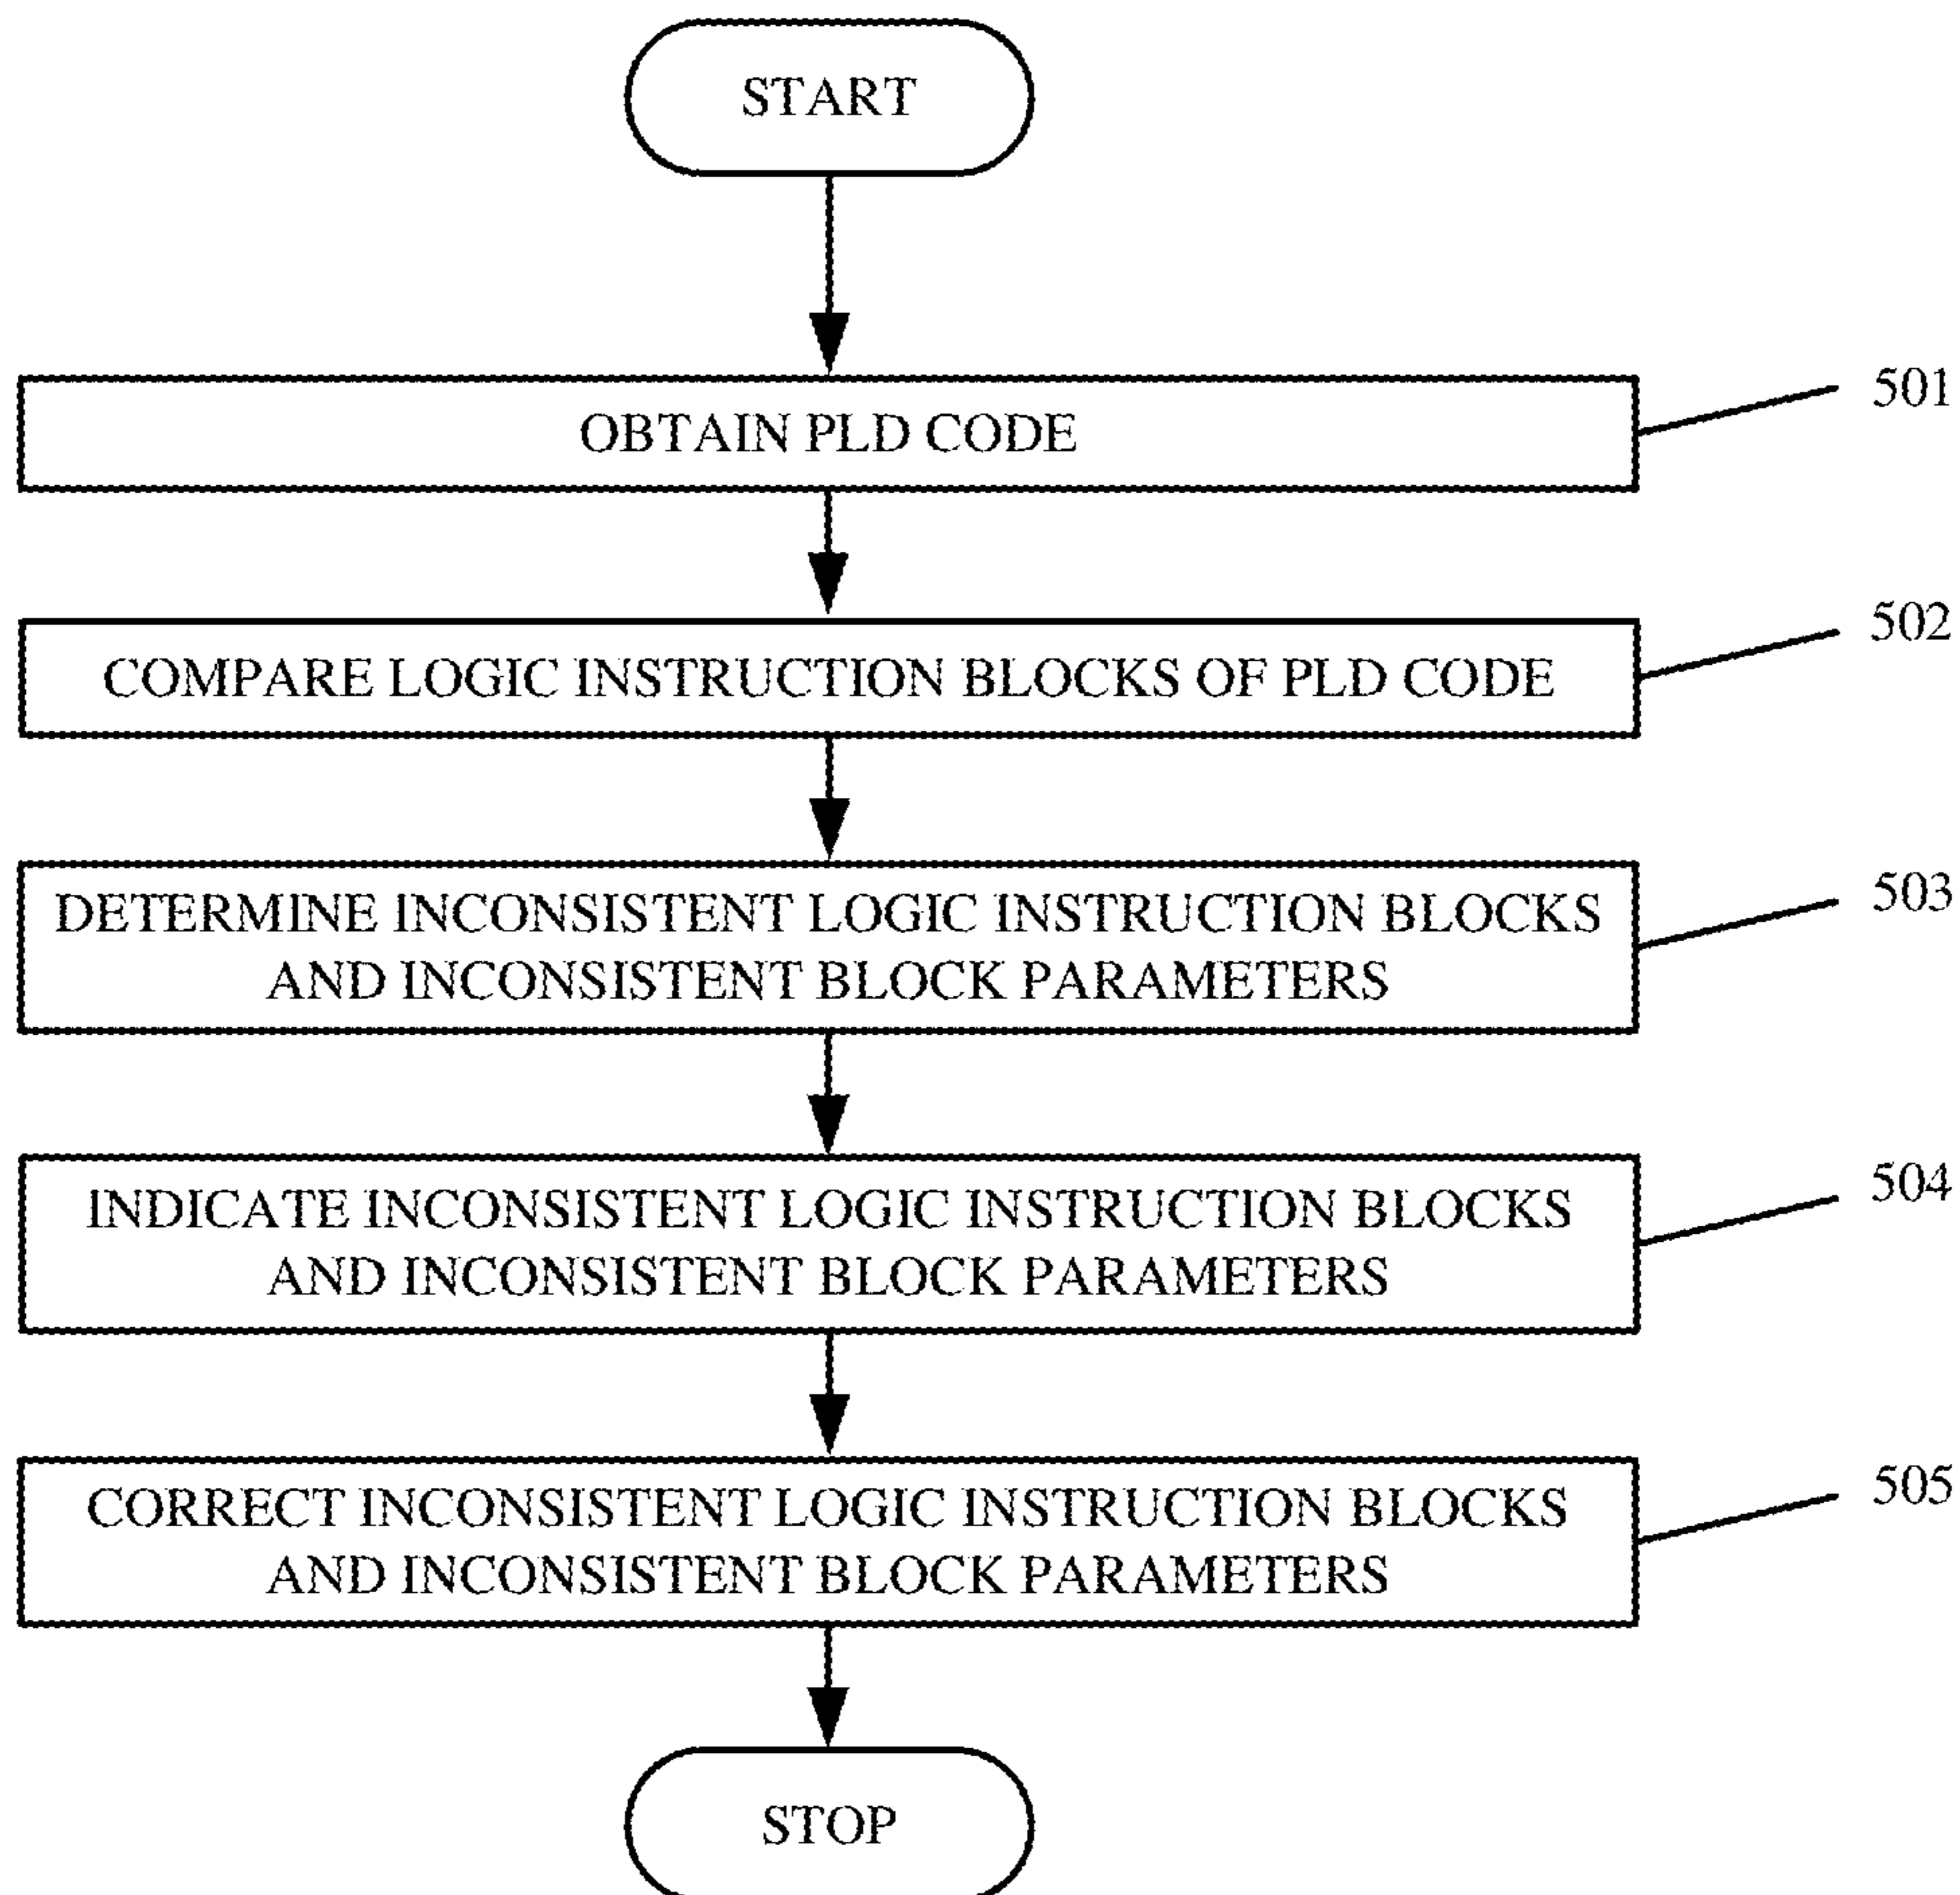 START
OBTAIN PLD CODE
501
COMPARE LOGIC INSTRUCTION BLOCKS OF PLD CODE
502
DETERMINE INCONSISTENT LOGIC INSTRUCTION BLOCKS
AND INCONSISTENT BLOCK PARAMETERS
503
INDICATE INCONSISTENT LOGIC INSTRUCTION BLOCKS
AND INCONSISTENT BLOCK PARAMETERS
504
CORRECT INCONSISTENT LOGIC INSTRUCTION BLOCKS
AND INCONSISTENT BLOCK PARAMETERS
505
STOP